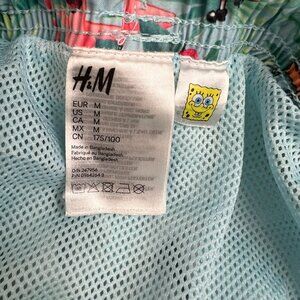 H&M
EUR M
US M
CA M
MX M
CN 175/100
Made in Bangladesh
Fabriqué au Bangladesh
Hecho en Bangladesh